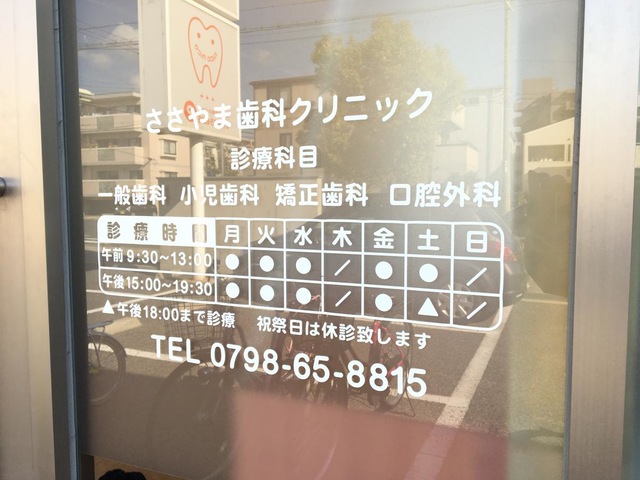 ささやま歯科クリニック
診療科目
一般歯科 小児歯科 矯正歯科 口腔外科
診療時間 月 火 水 木 金 土 日
午前9:30~13:00 ● ● ● / ● ● /
午後15:00~19:30 ● ● ● / ● ▲ /
▲午後18:00まで診療 祝祭日は休診致します
TEL 0798-65-8815